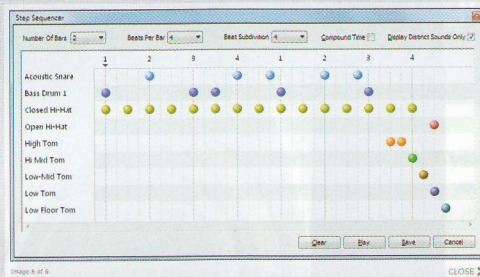 Step Sequencer
Number Of Bars 2 Beats Per Bar 4 Beat Subdivision 4 Compound Time Display Distinct Sounds Only
1 2 3 4 1 2 3 4
Acoustic Snare
Bass Drum 1
Closed Hi-Hat
Open Hi-Hat
High Tom
Hi Mid Tom
Low-Mid Tom
Low Tom
Low Floor Tom
Clear Play Save Cancel
Image 5 of 6 CLOSE X